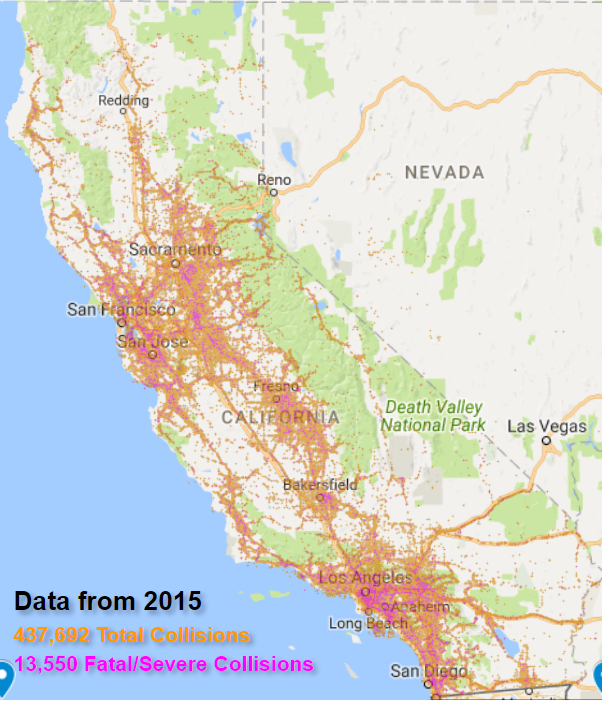 Redding
Reno
NEVADA
Sacramento
San Francisco
San Jose
Fresno
CALIFORNIA
Death Valley
National Park
Las Vegas
Bakersfield
Los Angeles
Anaheim
Long Beach
San Diego
Data from 2015
437,692 Total Collisions
13,550 Fatal/Severe Collisions